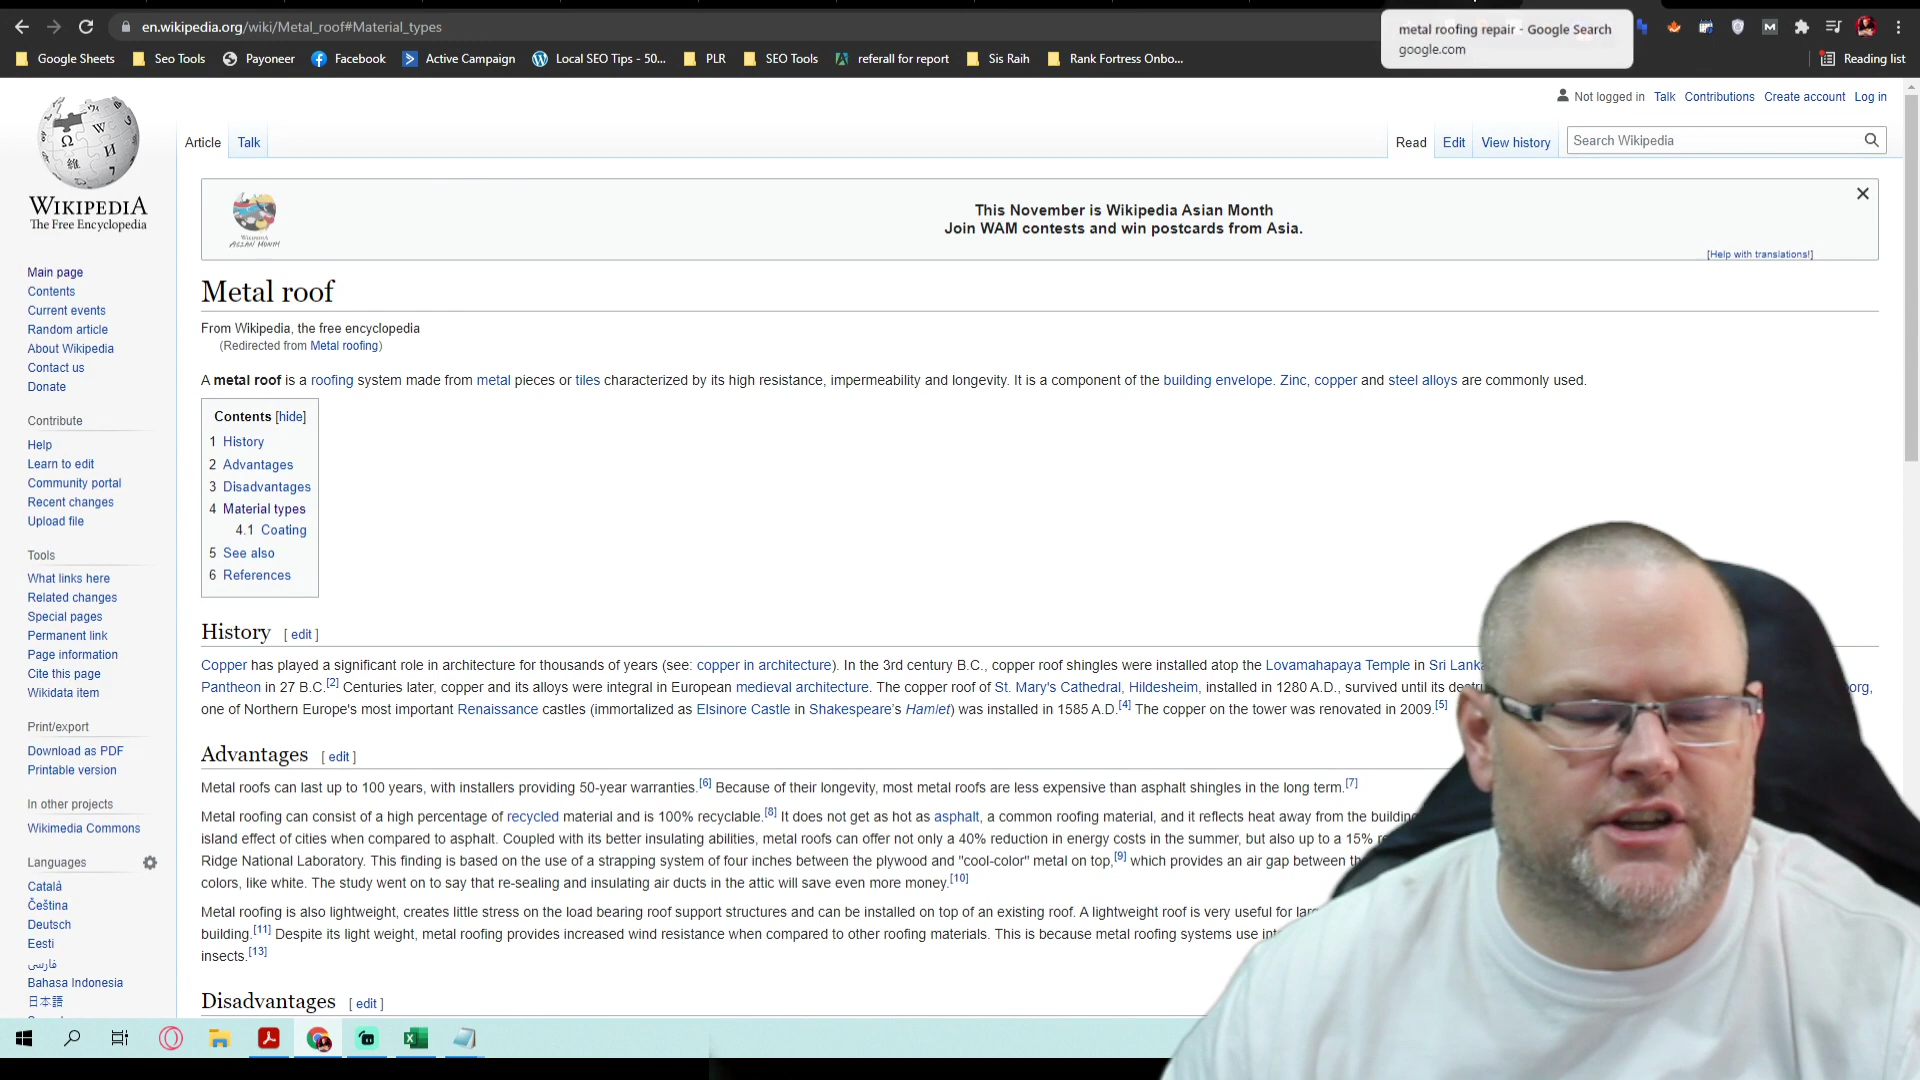 en.wikipedia.org/wiki/Metal_roof#Material_types
metal roofing repair - Google Search
google.com
Google Sheets
Seo Tools
Payoneer
Facebook
Active Campaign
Local SEO Tips - 50...
PLR
SEO Tools
referall for report
Sis Raih
Rank Fortress Onbo...
Reading list
Not logged in Talk Contributions Create account Log in
Article Talk
Read Edit View history
Search Wikipedia
WIKIPEDIA
The Free Encyclopedia
Main page
Contents
Current events
Random article
About Wikipedia
Contact us
Donate
Contribute
Help
Learn to edit
Community portal
Recent changes
Upload file
Tools
What links here
Related changes
Special pages
Permanent link
Page information
Cite this page
Wikidata item
Print/export
Download as PDF
Printable version
In other projects
Wikimedia Commons
Languages
Català
Čeština
Deutsch
Eesti
فارسی
Bahasa Indonesia
日本語
ASIAN MONTH
This November is Wikipedia Asian Month
Join WAM contests and win postcards from Asia.
[Help with translations!]
Metal roof
From Wikipedia, the free encyclopedia
(Redirected from Metal roofing)
A metal roof is a roofing system made from metal pieces or tiles characterized by its high resistance, impermeability and longevity. It is a component of the building envelope. Zinc, copper and steel alloys are commonly used.
Contents [hide]
1 History
2 Advantages
3 Disadvantages
4 Material types
4.1 Coating
5 See also
6 References
History [ edit ]
Copper has played a significant role in architecture for thousands of years (see: copper in architecture). In the 3rd century B.C., copper roof shingles were installed atop the Lovamahapaya Temple in Sri Lanka
Pantheon in 27 B.C.[2] Centuries later, copper and its alloys were integral in European medieval architecture. The copper roof of St. Mary's Cathedral, Hildesheim, installed in 1280 A.D., survived until its
one of Northern Europe's most important Renaissance castles (immortalized as Elsinore Castle in Shakespeare's Hamlet) was installed in 1585 A.D.[4] The copper on the tower was renovated in 2009.[5]
Advantages [ edit ]
Metal roofs can last up to 100 years, with installers providing 50-year warranties.[6] Because of their longevity, most metal roofs are less expensive than asphalt shingles in the long term.[7]
Metal roofing can consist of a high percentage of recycled material and is 100% recyclable.[8] It does not get as hot as asphalt, a common roofing material, and it reflects heat away from the
island effect of cities when compared to asphalt. Coupled with its better insulating abilities, metal roofs can offer not only a 40% reduction in energy costs in the summer, but also up to a 15%
Ridge National Laboratory. This finding is based on the use of a strapping system of four inches between the plywood and "cool-color" metal on top,[9] which provides an air gap between
colors, like white. The study went on to say that re-sealing and insulating air ducts in the attic will save even more money.[10]
Metal roofing is also lightweight, creates little stress on the load bearing roof support structures and can be installed on top of an existing roof. A lightweight roof is very useful for
building.[11] Despite its light weight, metal roofing provides increased wind resistance when compared to other roofing materials. This is because metal roofing systems use
insects.[13]
Disadvantages [ edit ]